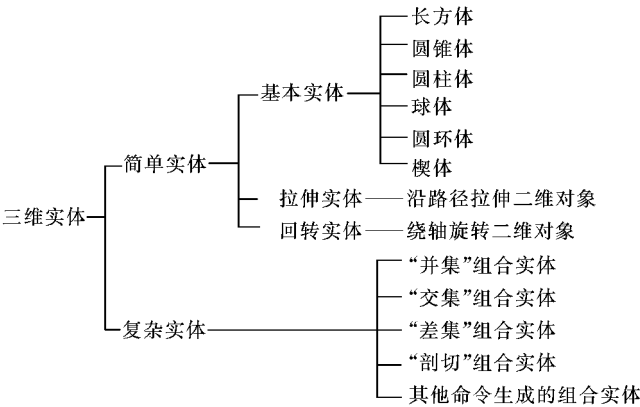 长方体
圆锥体
基本实体
圆柱体
球体
圆环体
简单实体
楔体
拉伸实体——沿路径拉伸二维对象
三维实体
回转实体——绕轴旋转二维对象
“并集”组合实体
“交集”组合实体
复杂实体
“差集”组合实体
“剖切”组合实体
其他命令生成的组合实体